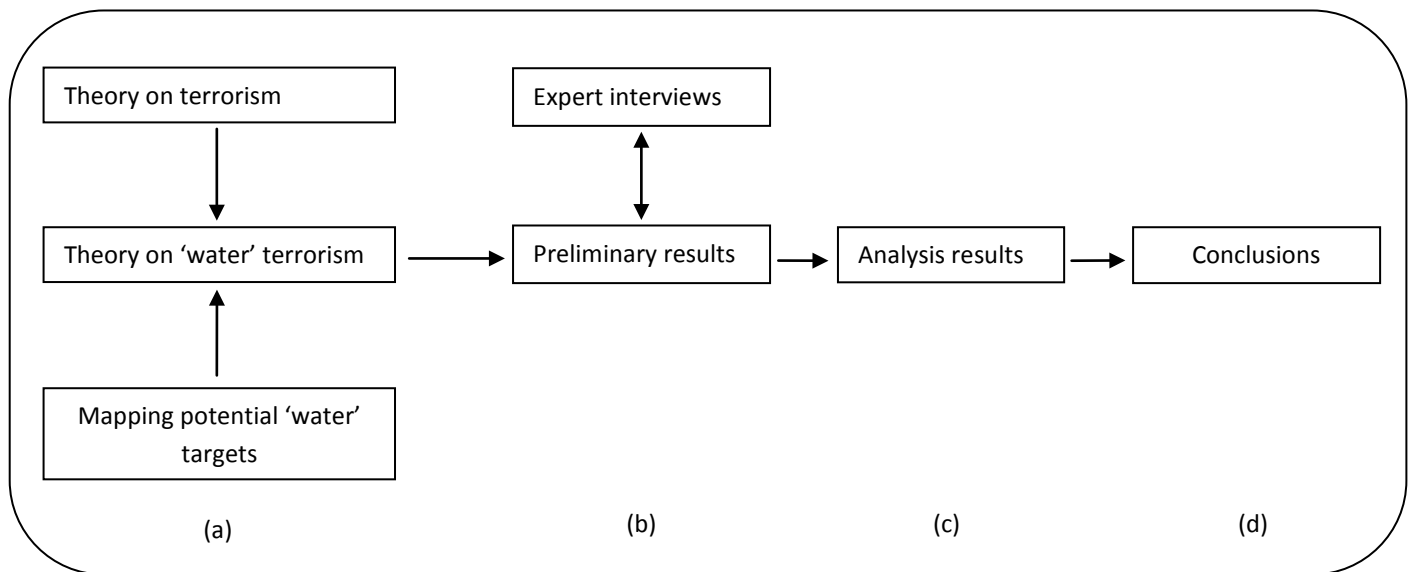 Theory on terrorism
Expert interviews
Theory on ‘water’ terrorism
Preliminary results
Analysis results
Conclusions
Mapping potential ‘water’
targets
(a)
(b)
(c)
(d)